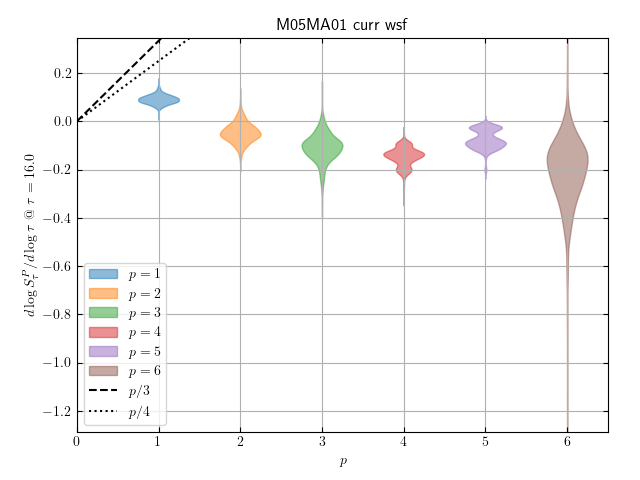 M05MA01 curr wsf
d log S_τ^P / d log τ @ τ = 16.0
0.2
0.0
−0.2
−0.4
−0.6
−0.8
−1.0
−1.2
p = 1
p = 2
p = 3
p = 4
p = 5
p = 6
p/3
p/4
0 1 2 3 4 5 6
p